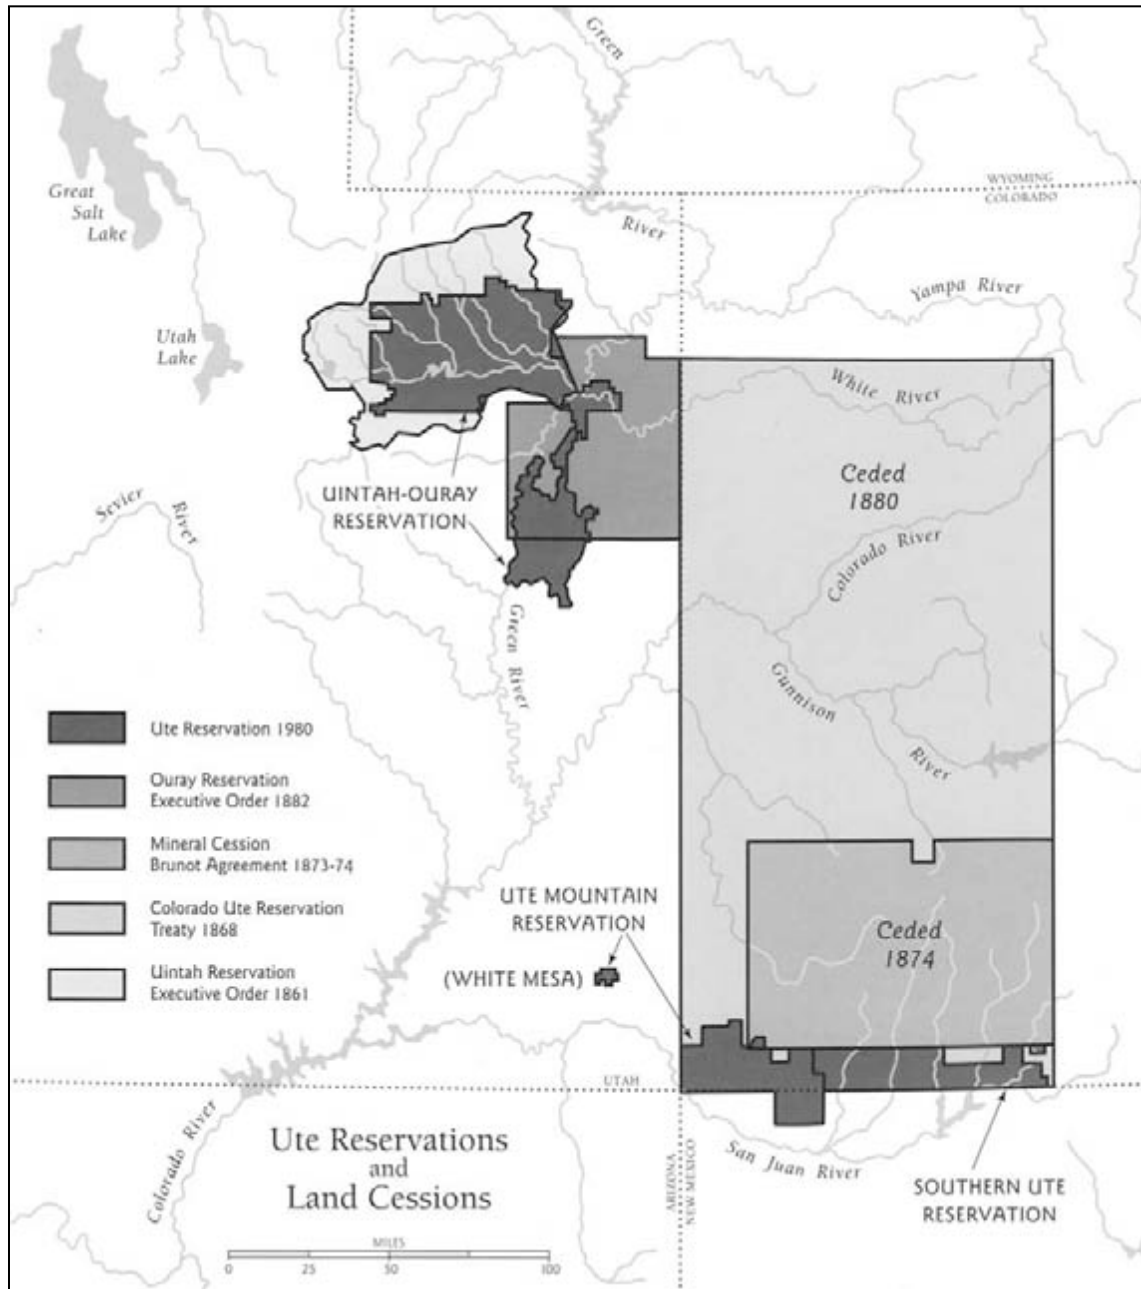 Green
River
WYOMING
COLORADO
Great
Salt
Lake
Yampa River
Utah
Lake
White River
Ceded
1880
UINTAH-OURAY
RESERVATION
Sevier
River
Colorado River
Green River
Gunnison
River
Ute Reservation 1980
Ouray Reservation
Executive Order 1882
Mineral Cession
Brunot Agreement 1873-74
Colorado Ute Reservation
Treaty 1868
Uintah Reservation
Executive Order 1861
UTE MOUNTAIN
RESERVATION
(WHITE MESA)
Ceded
1874
UTAH
Colorado River
Ute Reservations
and
Land Cessions
MILES
0 25 50 100
ARIZONA
NEW MEXICO
San Juan River
SOUTHERN UTE
RESERVATION